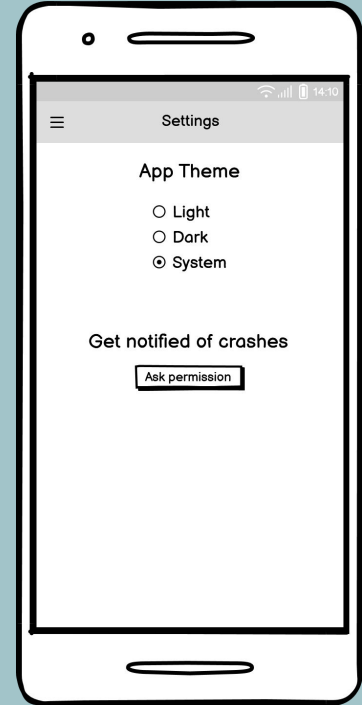 14:10
Settings
App Theme
Light
Dark
System
Get notified of crashes
Ask permission